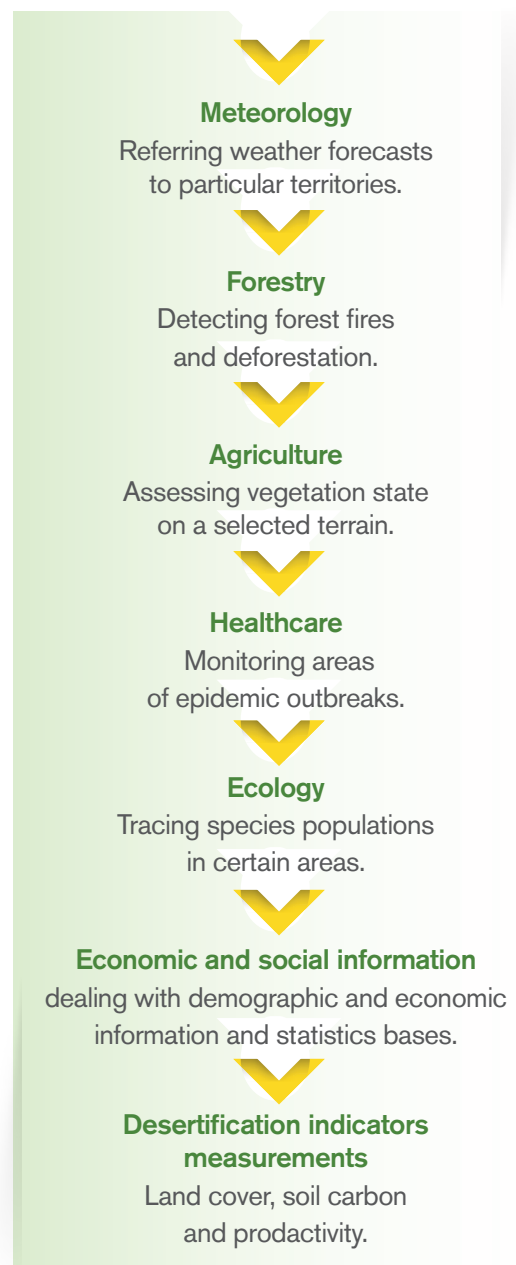 Meteorology
Referring weather forecasts
to particular territories.
Forestry
Detecting forest fires
and deforestation.
Agriculture
Assessing vegetation state
on a selected terrain.
Healthcare
Monitoring areas
of epidemic outbreaks.
Ecology
Tracing species populations
in certain areas.
Economic and social information
dealing with demographic and economic
information and statistics bases.
Desertification indicators
measurements
Land cover, soil carbon
and prodactivity.